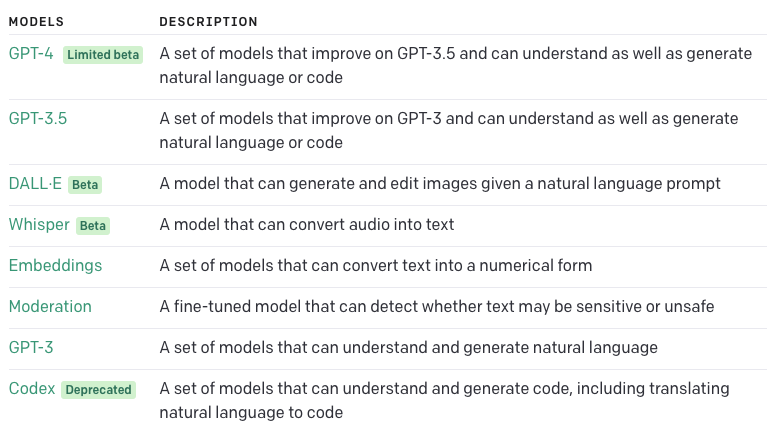 MODELS DESCRIPTION
GPT-4 Limited beta A set of models that improve on GPT-3.5 and can understand as well as generate
natural language or code
GPT-3.5 A set of models that improve on GPT-3 and can understand as well as generate
natural language or code
DALL·E Beta A model that can generate and edit images given a natural language prompt
Whisper Beta A model that can convert audio into text
Embeddings A set of models that can convert text into a numerical form
Moderation A fine-tuned model that can detect whether text may be sensitive or unsafe
GPT-3 A set of models that can understand and generate natural language
Codex Deprecated A set of models that can understand and generate code, including translating
natural language to code